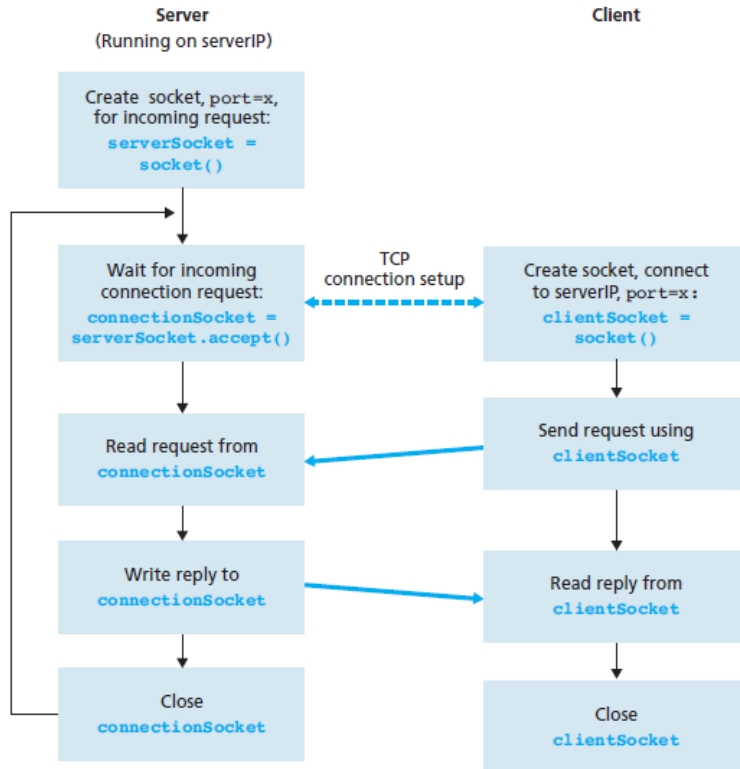 Server
(Running on serverIP)
Create socket, port=x,
for incoming request:
serverSocket =
socket()
Wait for incoming
connection request:
connectionSocket =
serverSocket.accept()
Read request from
connectionSocket
Write reply to
connectionSocket
Close
connectionSocket
TCP
connection setup
Client
Create socket, connect
to serverIP, port=x:
clientSocket =
socket()
Send request using
clientSocket
Read reply from
clientSocket
Close
clientSocket